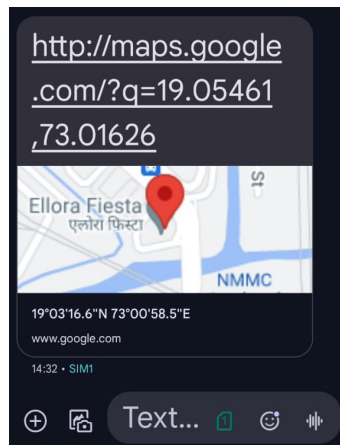 http://maps.google
.com/?q=19.05461
,73.01626
St
Ellora Fiesta
एलोरा फिस्टा
NMMC
19°03'16.6"N 73°00'58.5"E
www.google.com
14:32 • SIM1
Text...
1